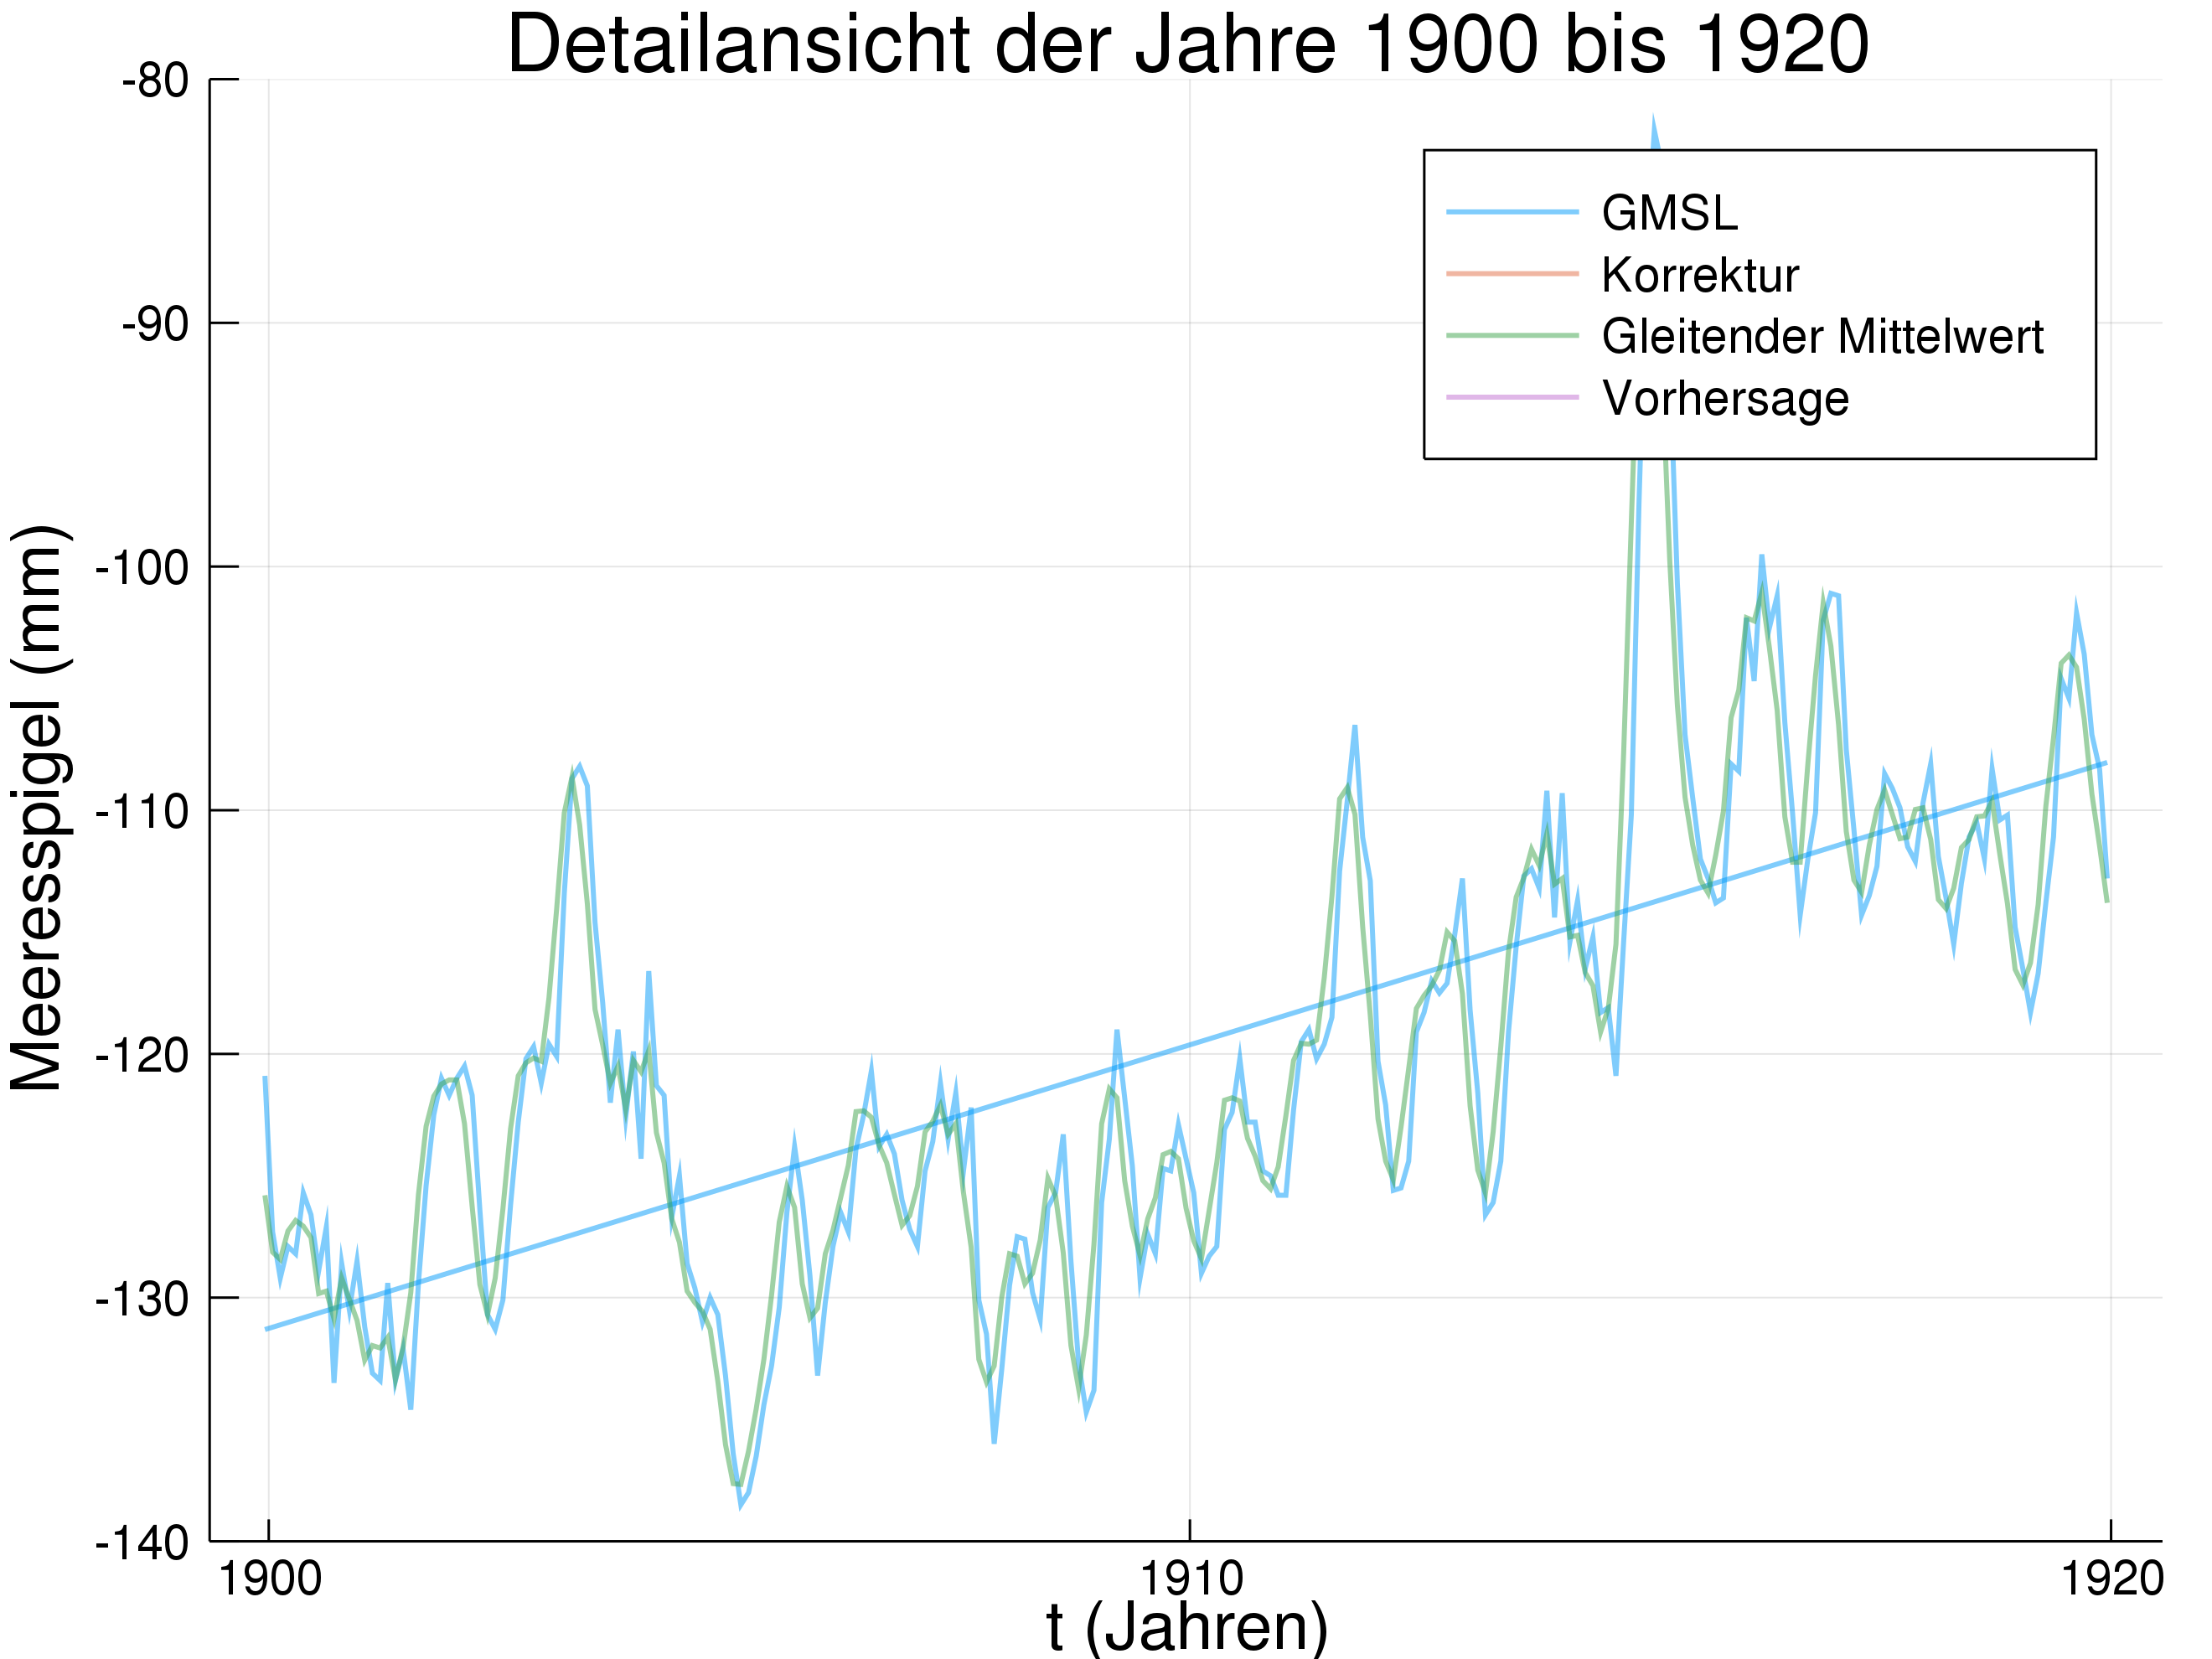 Detailansicht der Jahre 1900 bis 1920
-80
-90
-100
-110
-120
-130
-140
Meeresspigel (mm)
GMSL
Korrektur
Gleitender Mittelwert
Vorhersage
1900
1910
1920
t (Jahren)